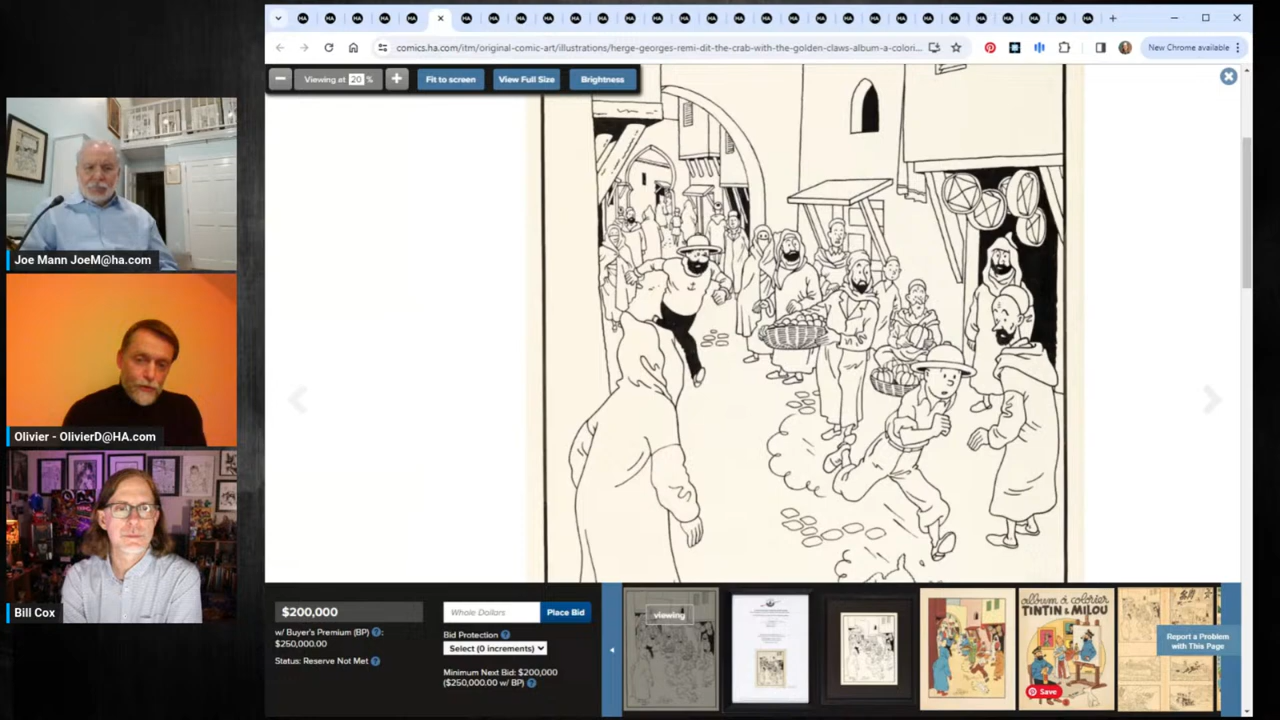 comics.ha.com/itm/original-comic-art/illustrations/herge-georges-remi-dit-the-crab-with-the-golden-claws-album-a-colori...
New Chrome available
Viewing at 20 %
Fit to screen
View Full Size
Brightness
Joe Mann JoeM@ha.com
Olivier - OlivierD@HA.com
Bill Cox
$200,000
w/ Buyer's Premium (BP) ?:
$250,000.00
Status: Reserve Not Met ?
Whole Dollars
Place Bid
Bid Protection ?
Select (0 increments)
Minimum Next Bid: $200,000
($250,000.00 w/ BP) ?
viewing
album à colorier
TINTIN & MILOU
Save
Report a Problem
with This Page